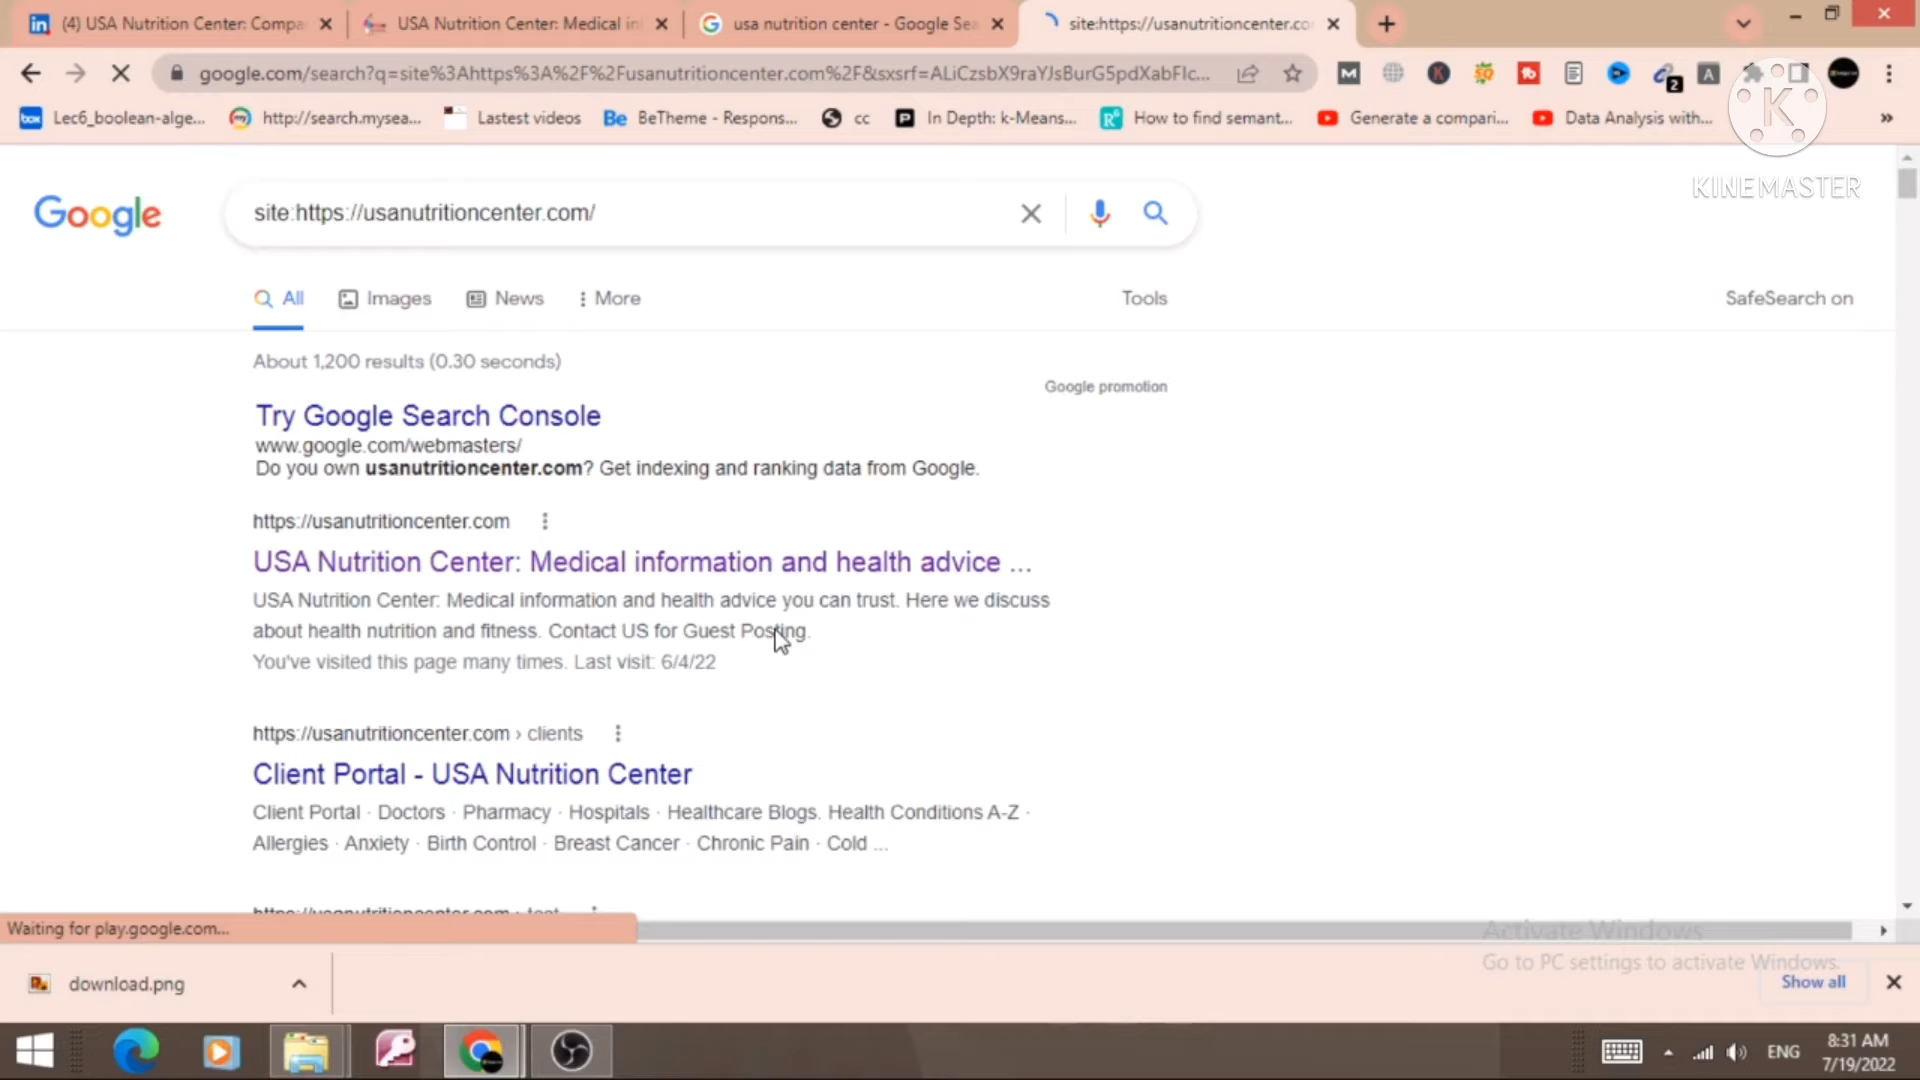 (4) USA Nutrition Center: Compa
USA Nutrition Center: Medical in
usa nutrition center - Google Sea
site:https://usanutritioncenter.co
google.com/search?q=site%3Ahttps%3A%2F%2Fusanutritioncenter.com%2F&sxsrf=ALiCzsbX9raYJsBurG5pdXabFIc...
2
Lec6_boolean-alge...
http://search.mysea...
Lastest videos
BeTheme - Respons...
cc
In Depth: k-Means...
How to find semant...
Generate a compari...
Data Analysis with...
»
K
KINEMASTER
Google
site:https://usanutritioncenter.com/
All
Images
News
More
Tools
SafeSearch on
About 1,200 results (0.30 seconds)
Google promotion
Try Google Search Console
www.google.com/webmasters/
Do you own usanutritioncenter.com? Get indexing and ranking data from Google.
https://usanutritioncenter.com
USA Nutrition Center: Medical information and health advice ...
USA Nutrition Center: Medical information and health advice you can trust. Here we discuss
about health nutrition and fitness. Contact US for Guest Posting.
You've visited this page many times. Last visit: 6/4/22
https://usanutritioncenter.com › clients
Client Portal - USA Nutrition Center
Client Portal · Doctors · Pharmacy · Hospitals · Healthcare Blogs. Health Conditions A-Z ·
Allergies · Anxiety · Birth Control · Breast Cancer · Chronic Pain · Cold ...
Waiting for play.google.com...
Activate Windows
Go to PC settings to activate Windows.
download.png
Show all
ENG
8:31 AM
7/19/2022